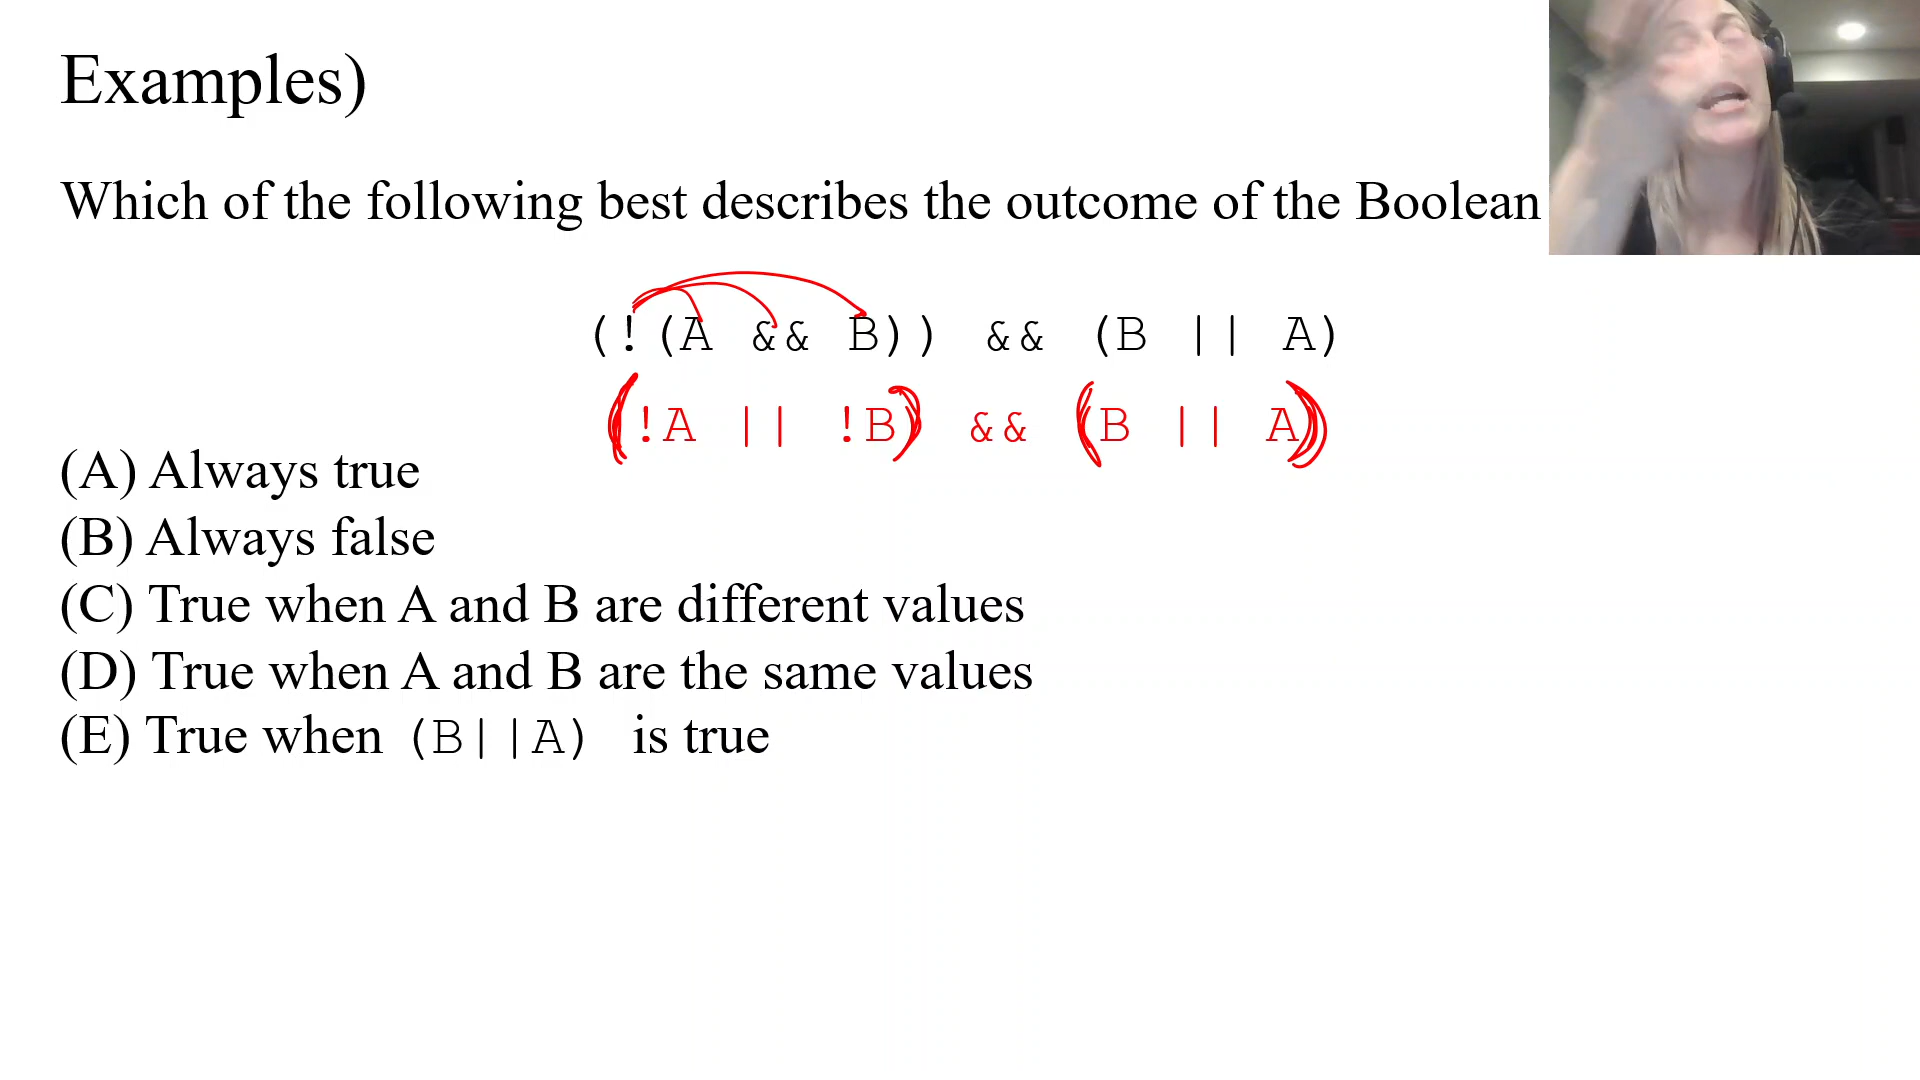 Examples)
Which of the following best describes the outcome of the Boolean
(!(A && B)) && (B || A)
(!A || !B) && (B || A)
(A) Always true
(B) Always false
(C) True when A and B are different values
(D) True when A and B are the same values
(E) True when (B||A) is true